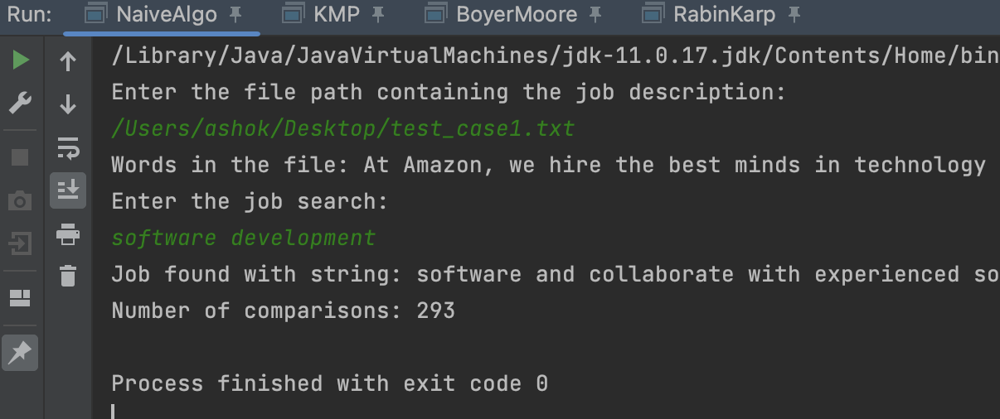 Run: NaiveAlgo KMP BoyerMoore RabinKarp
/Library/Java/JavaVirtualMachines/jdk-11.0.17.jdk/Contents/Home/bin
Enter the file path containing the job description:
/Users/ashok/Desktop/test_case1.txt
Words in the file: At Amazon, we hire the best minds in technology
Enter the job search:
software development
Job found with string: software and collaborate with experienced so
Number of comparisons: 293
Process finished with exit code 0